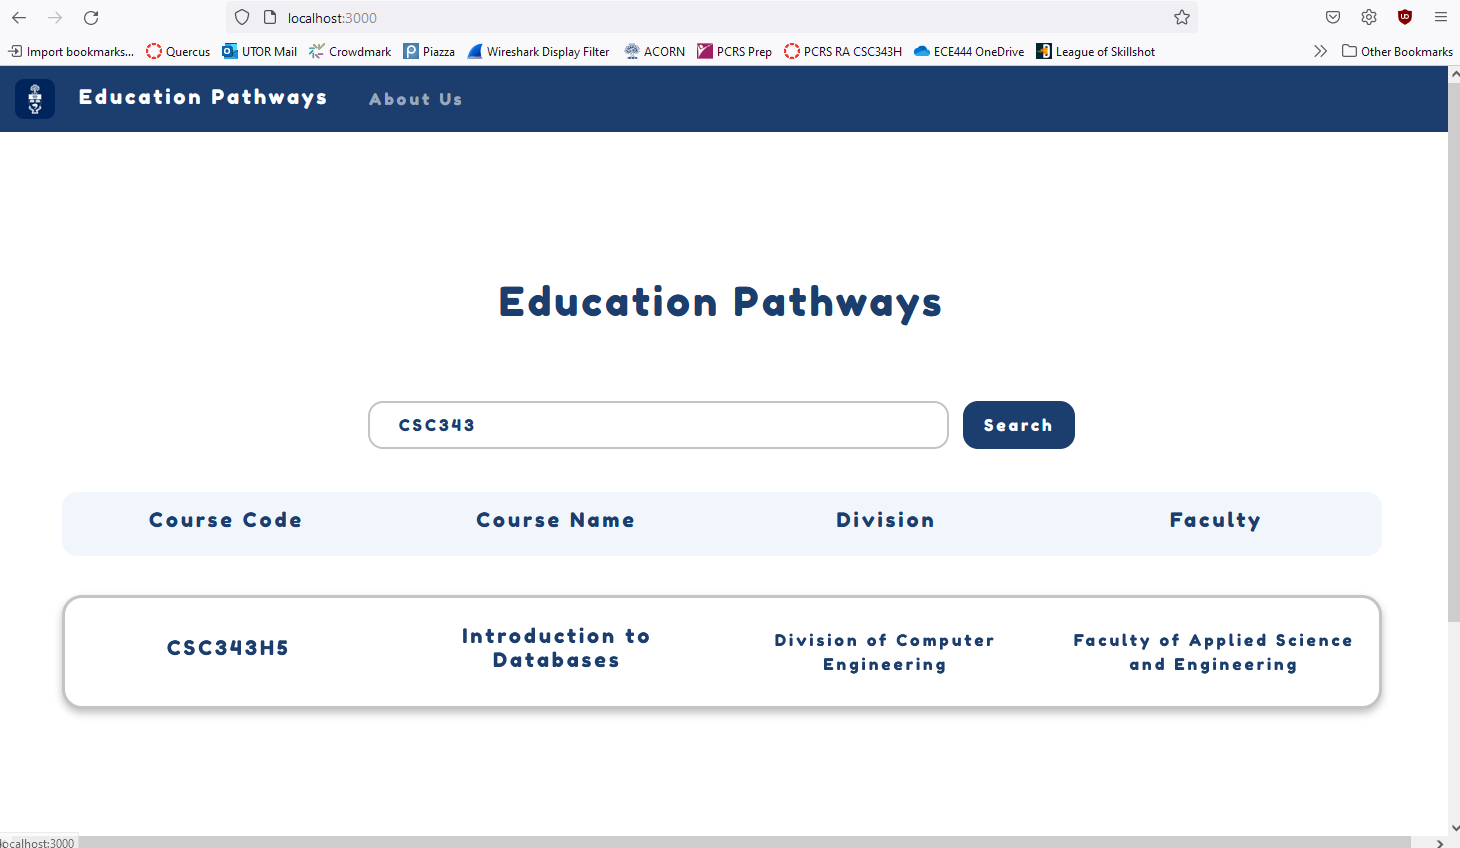 localhost:3000
Import bookmarks... Quercus UTOR Mail Crowdmark Piazza Wireshark Display Filter ACORN PCRS Prep PCRS RA CSC343H ECE444 OneDrive League of Skillshot Other Bookmarks
Education Pathways About Us
Education Pathways
CSC343 Search
Course Code Course Name Division Faculty
CSC343H5
Introduction to
Databases
Division of Computer
Engineering
Faculty of Applied Science
and Engineering
localhost:3000